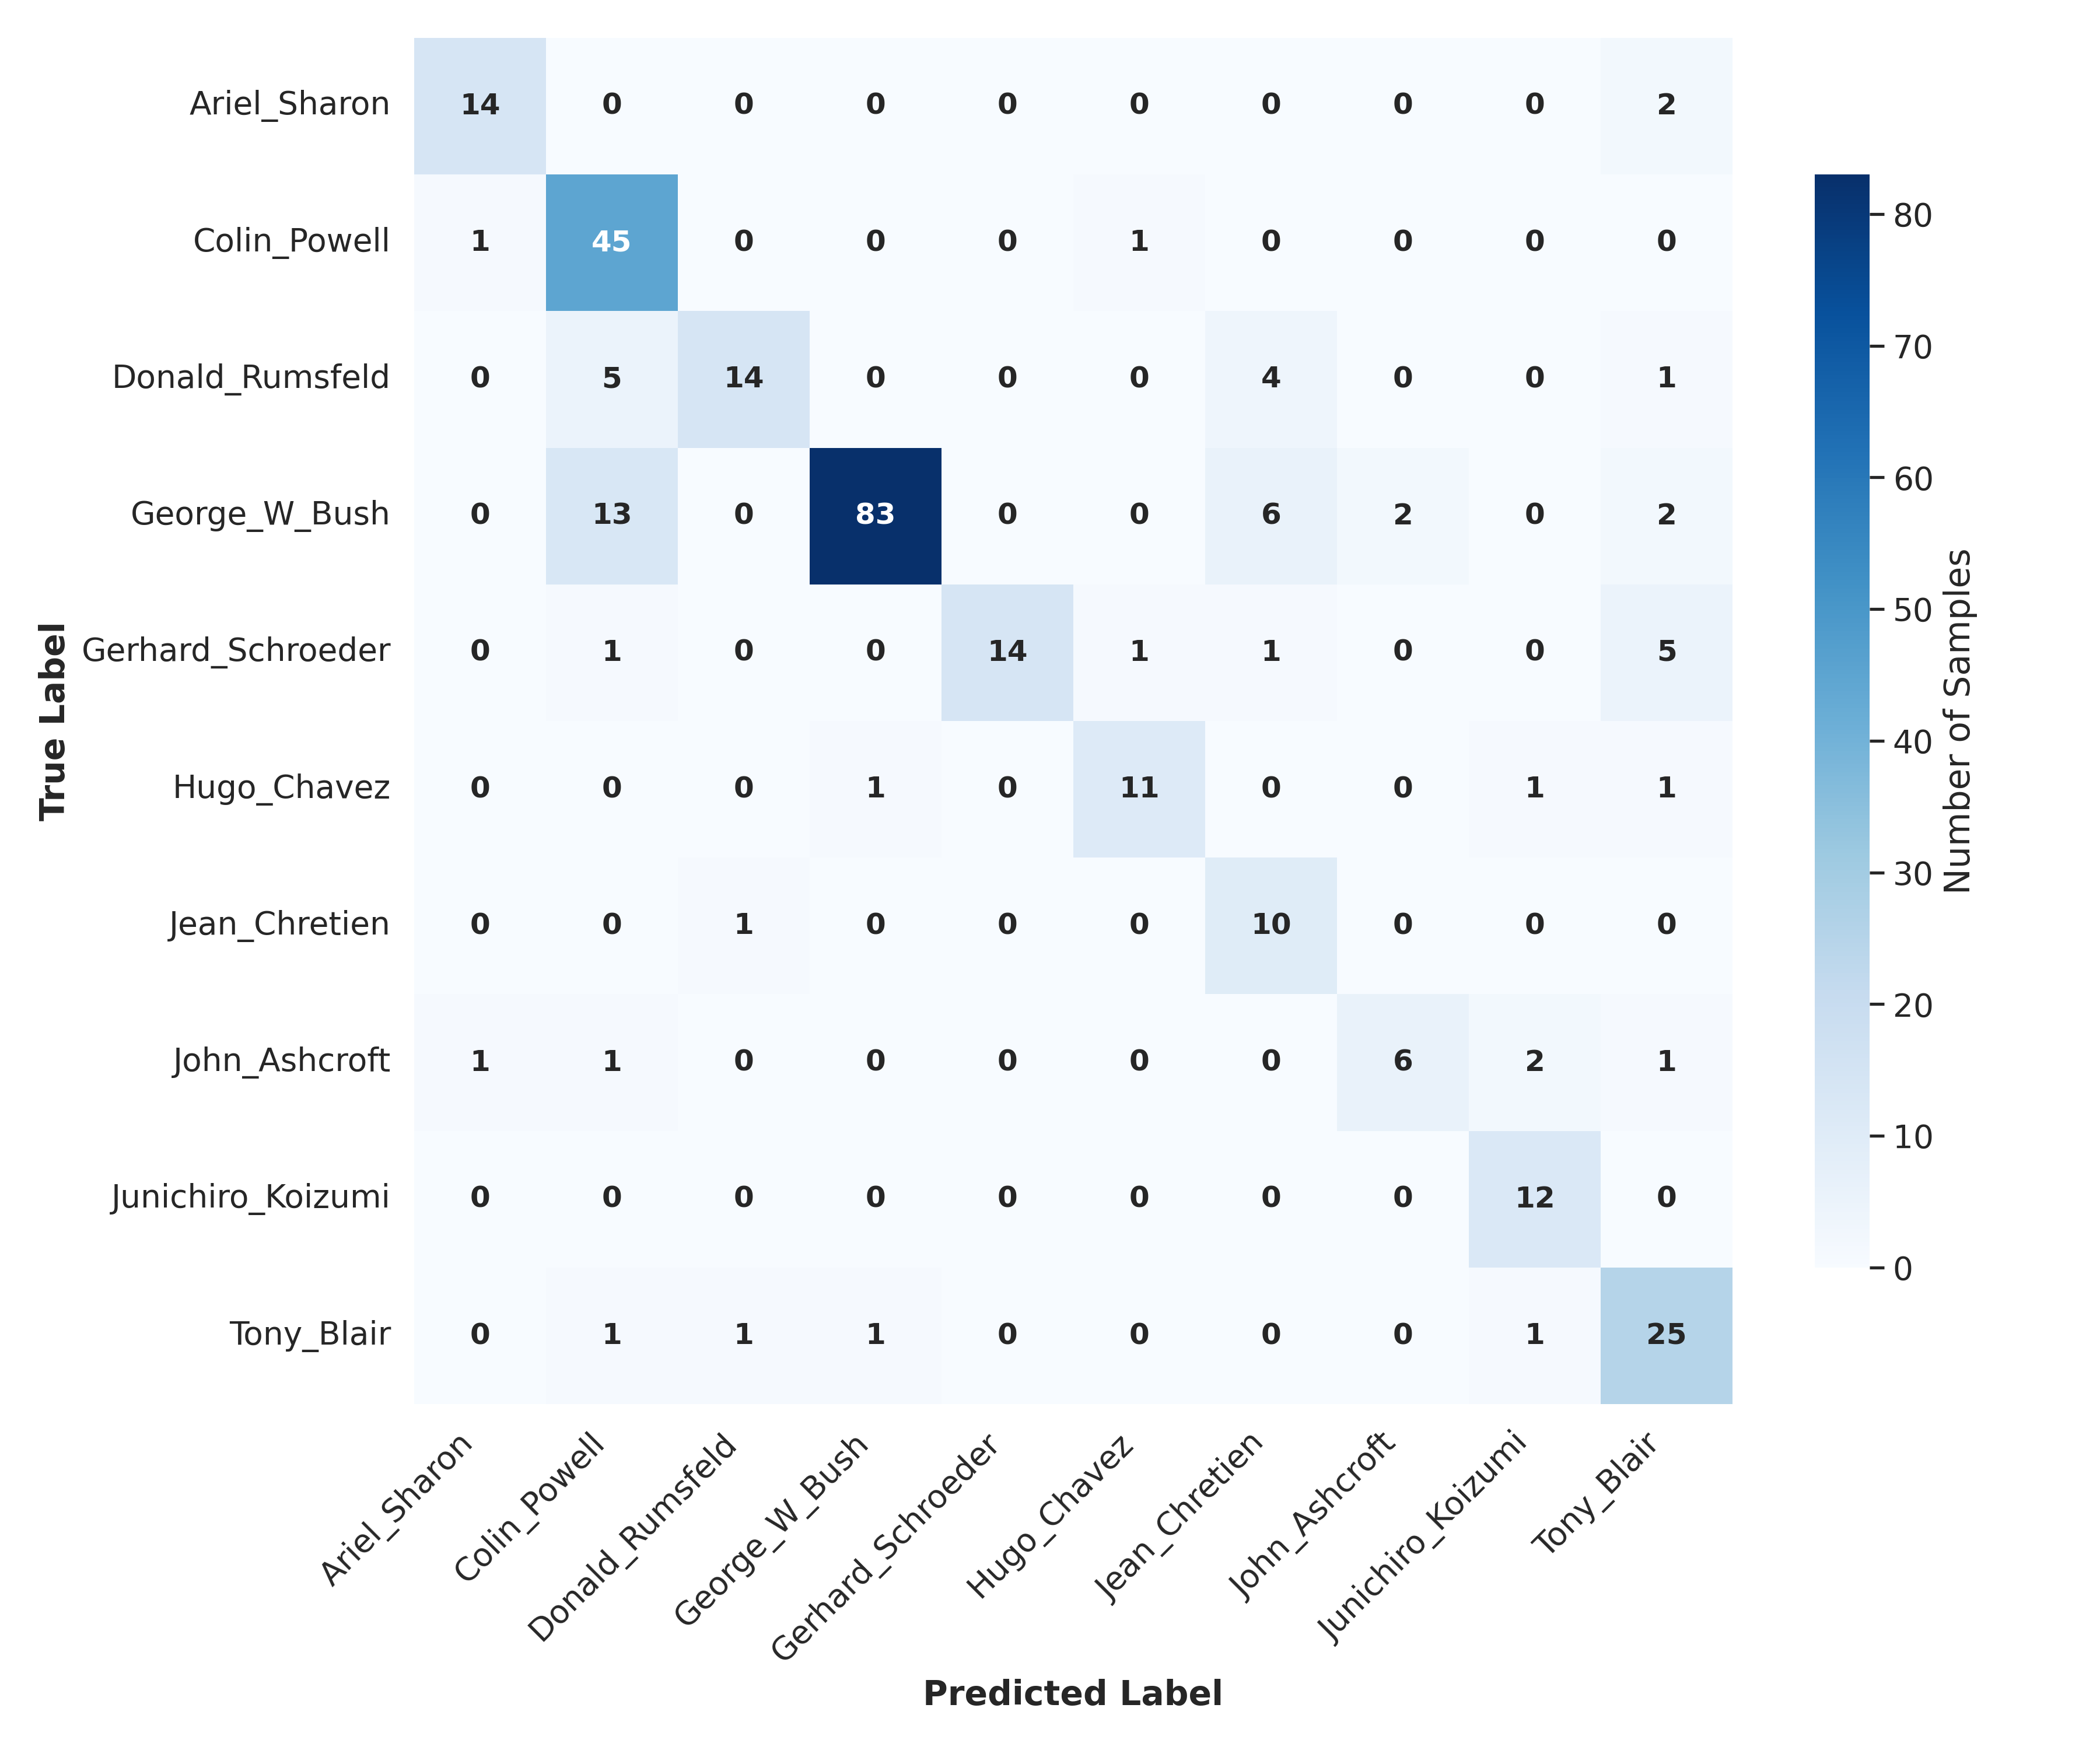 Ariel_Sharon 14 0 0 0 0 0 0 0 0 2
Colin_Powell 1 45 0 0 0 1 0 0 0 0
Donald_Rumsfeld 0 5 14 0 0 0 4 0 0 1
George_W_Bush 0 13 0 83 0 0 6 2 0 2
Gerhard_Schroeder 0 1 0 0 14 1 1 0 0 5
Hugo_Chavez 0 0 0 1 0 11 0 0 1 1
Jean_Chretien 0 0 1 0 0 0 10 0 0 0
John_Ashcroft 1 1 0 0 0 0 0 6 2 1
Junichiro_Koizumi 0 0 0 0 0 0 0 0 12 0
Tony_Blair 0 1 1 1 0 0 0 0 1 25
True Label
Ariel_Sharon
Colin_Powell
Donald_Rumsfeld
George_W_Bush
Gerhard_Schroeder
Hugo_Chavez
Jean_Chretien
John_Ashcroft
Junichiro_Koizumi
Tony_Blair
Predicted Label
80
70
60
50
40
30
20
10
0
Number of Samples